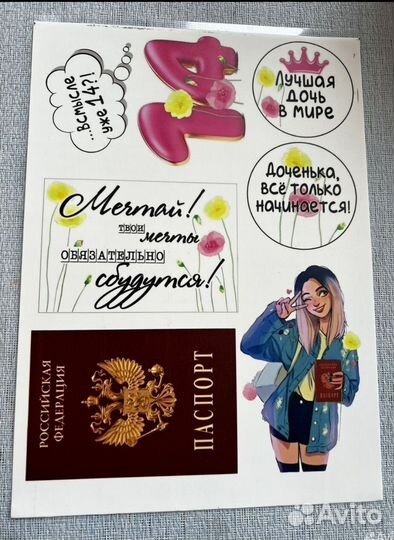 ...всмысле
уже 14?!
14
Лучшая
дочь
в мире
Доченька,
всё только
начинается!
Мечтай!
твои
мечты
ОБЯЗАТЕЛЬНО
сбудутся!
РОССИЙСКАЯ
ФЕДЕРАЦИЯ
ПАСПОРТ
Avito